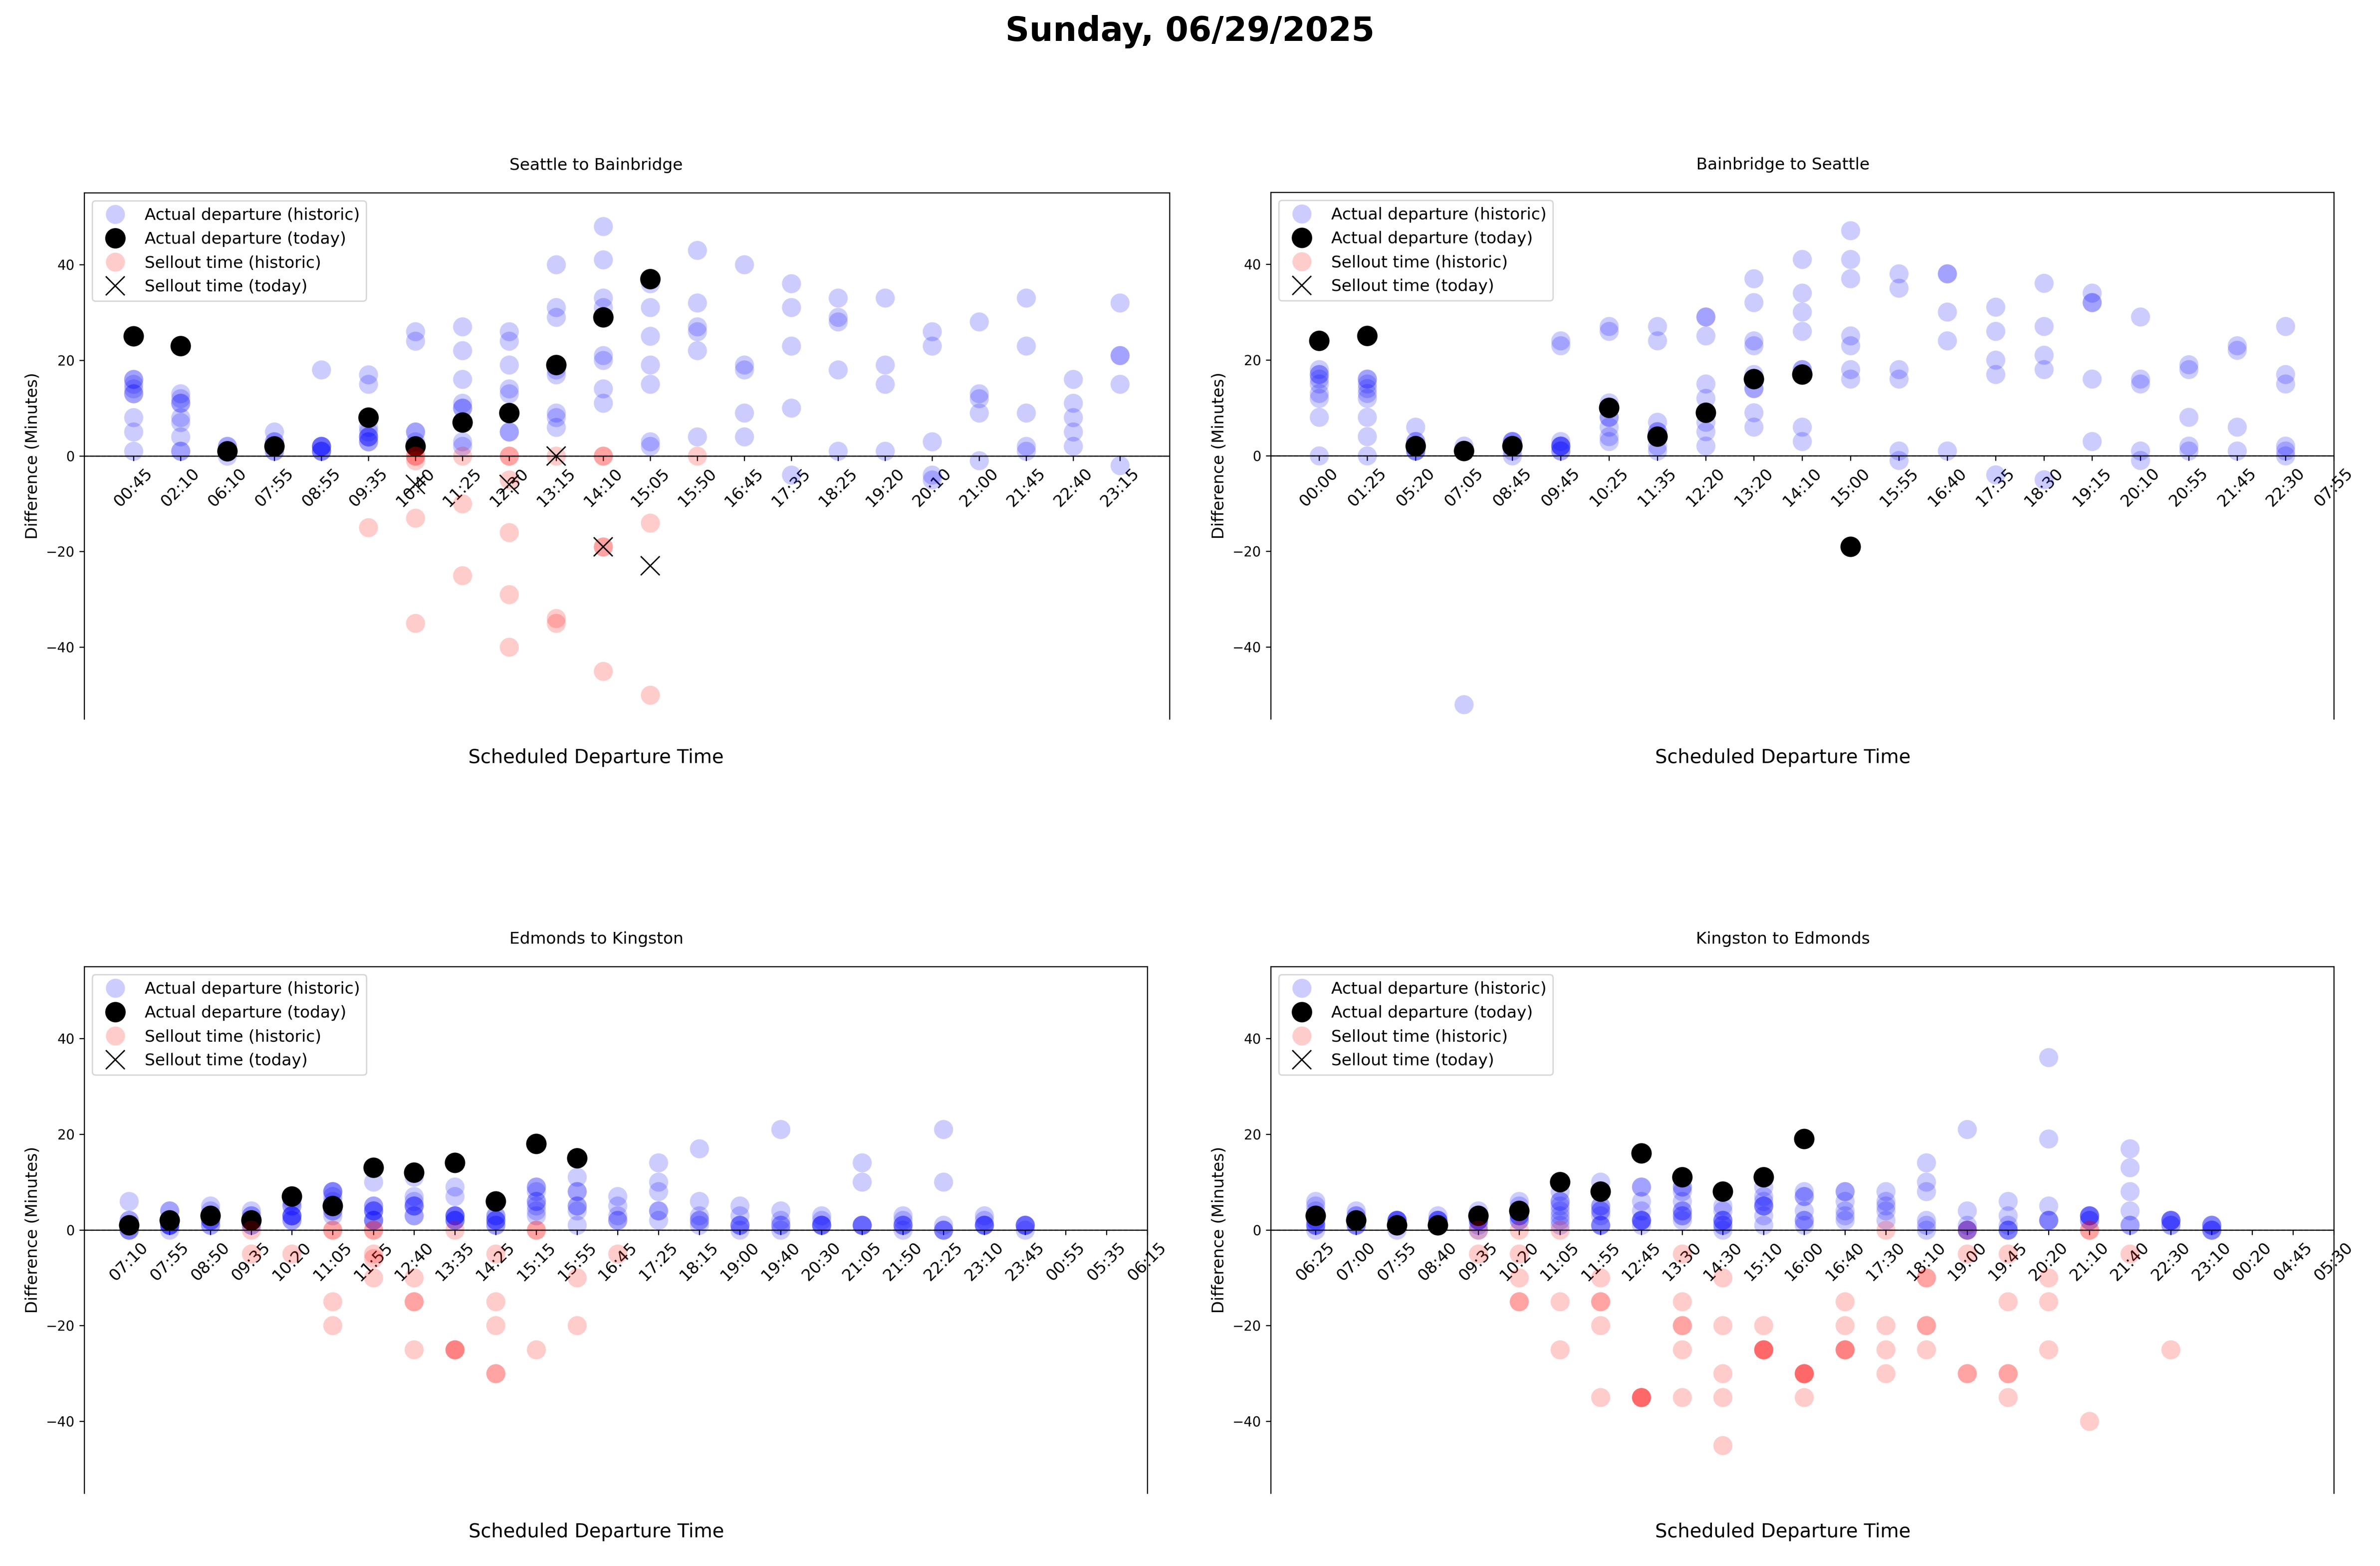 Sunday, 06/29/2025
Seattle to Bainbridge
Actual departure (historic)
Actual departure (today)
Sellout time (historic)
Sellout time (today)
Difference (Minutes)
40
20
0
−20
−40
00:45 02:10 06:10 07:55 08:55 09:35 10:40 11:25 12:30 13:15 14:10 15:05 15:50 16:45 17:35 18:25 19:20 20:10 21:00 21:45 22:40 23:15
Scheduled Departure Time
Bainbridge to Seattle
Actual departure (historic)
Actual departure (today)
Sellout time (historic)
Sellout time (today)
Difference (Minutes)
40
20
0
−20
−40
00:00 01:25 05:20 07:05 08:45 09:45 10:25 11:35 12:20 13:20 14:10 15:00 15:55 16:40 17:35 18:30 19:15 20:10 20:55 21:45 22:30 07:55
Scheduled Departure Time
Edmonds to Kingston
Actual departure (historic)
Actual departure (today)
Sellout time (historic)
Sellout time (today)
Difference (Minutes)
40
20
0
−20
−40
07:10 07:55 08:50 09:35 10:20 11:05 11:55 12:40 13:35 14:25 15:15 15:55 16:45 17:25 18:15 19:00 19:40 20:30 21:05 21:50 22:25 23:10 23:45 00:55 05:35 06:15
Scheduled Departure Time
Kingston to Edmonds
Actual departure (historic)
Actual departure (today)
Sellout time (historic)
Sellout time (today)
Difference (Minutes)
40
20
0
−20
−40
06:25 07:00 07:55 08:40 09:35 10:20 11:05 11:55 12:45 13:30 14:30 15:10 16:00 16:40 17:30 18:10 19:00 19:45 20:20 21:10 21:40 22:30 23:10 00:20 04:45 05:30
Scheduled Departure Time